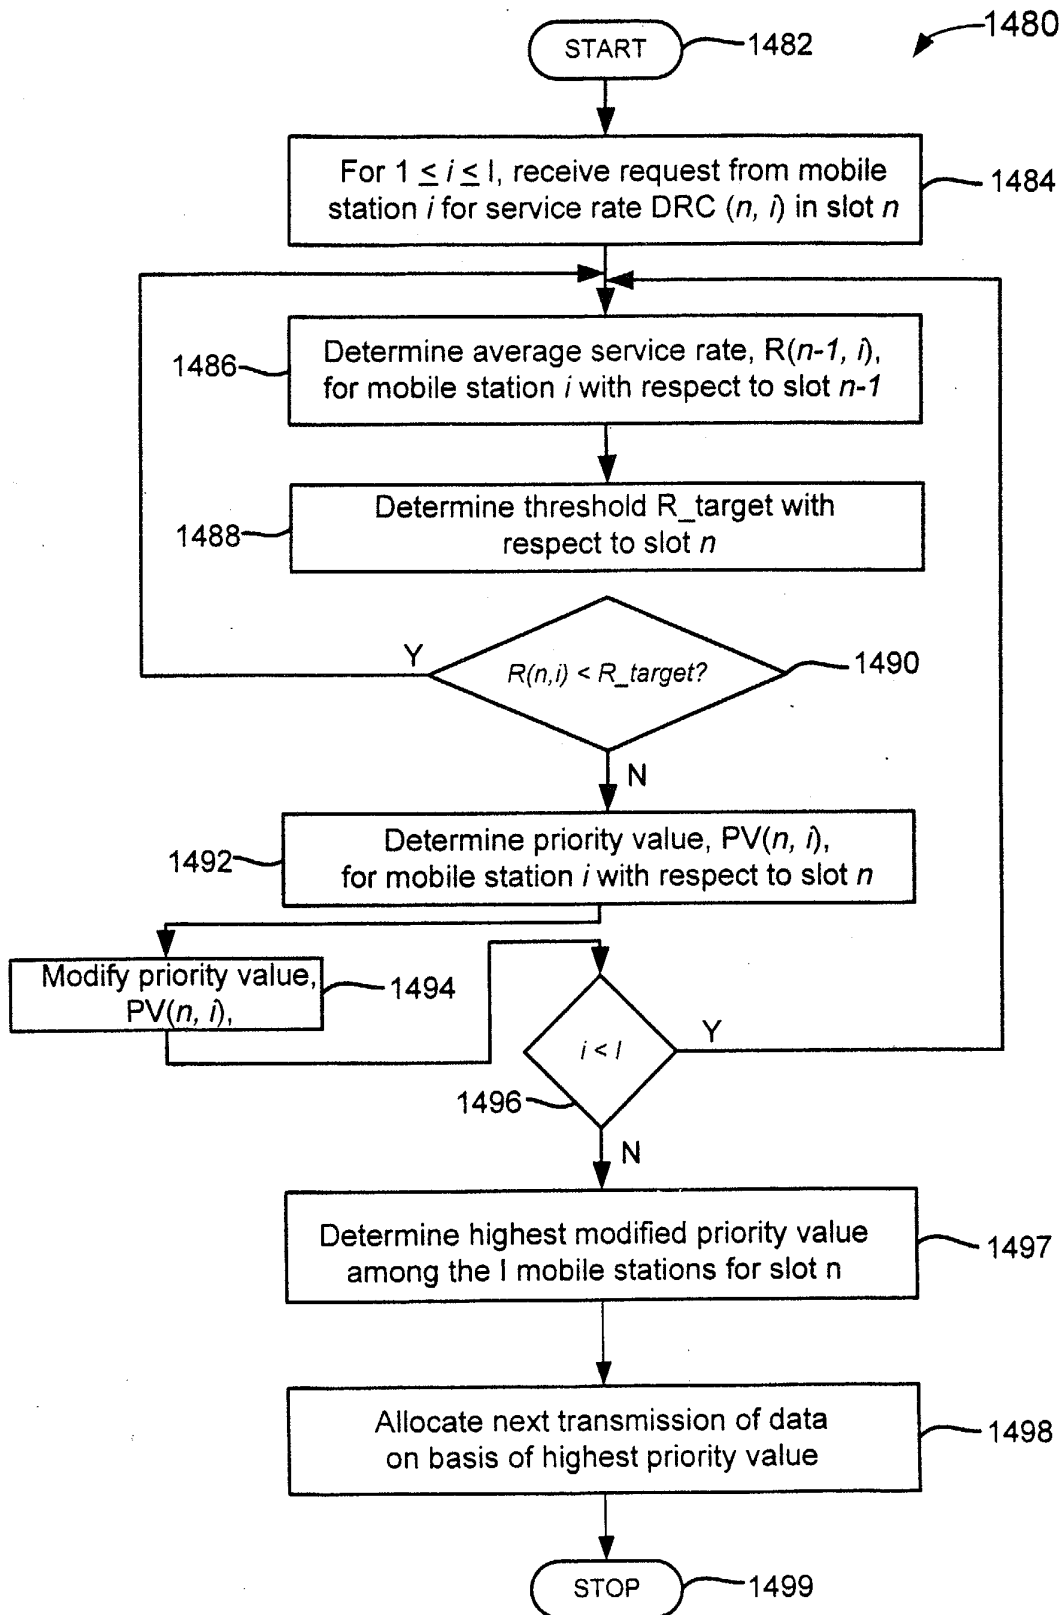 1480
START
1482
For 1 ≤ i ≤ I, receive request from mobile
station i for service rate DRC (n, i) in slot n
1484
Determine average service rate, R(n-1, i),
for mobile station i with respect to slot n-1
1486
Determine threshold R_target with
respect to slot n
1488
Y
R(n,i) < R_target?
1490
N
Determine priority value, PV(n, i),
for mobile station i with respect to slot n
1492
Modify priority value,
PV(n, i),
1494
i < I
Y
1496
N
Determine highest modified priority value
among the I mobile stations for slot n
1497
Allocate next transmission of data
on basis of highest priority value
1498
STOP
1499